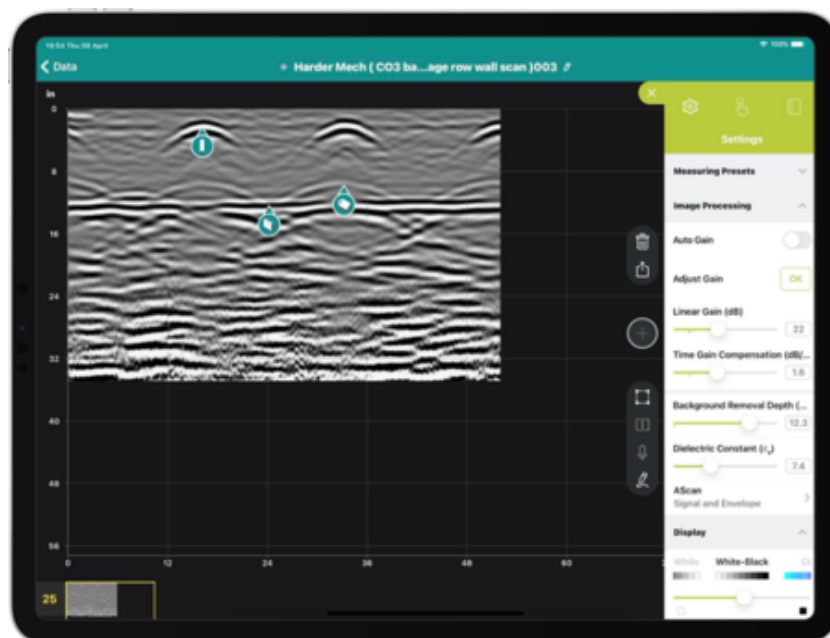 19:54 Thu 08 April
100%
Data
Harder Mech ( CO3 ba...age row wall scan )003
in
0
8
16
24
32
40
48
56
0
12
24
36
48
60
25
Settings
Measuring Presets
Image Processing
Auto Gain
Adjust Gain
OK
Linear Gain (dB)
22
Time Gain Compensation (dB/...
1.6
Background Removal Depth (...
12.3
Dielectric Constant (εr)
7.4
AScan
Signal and Envelope
Display
White
White-Black